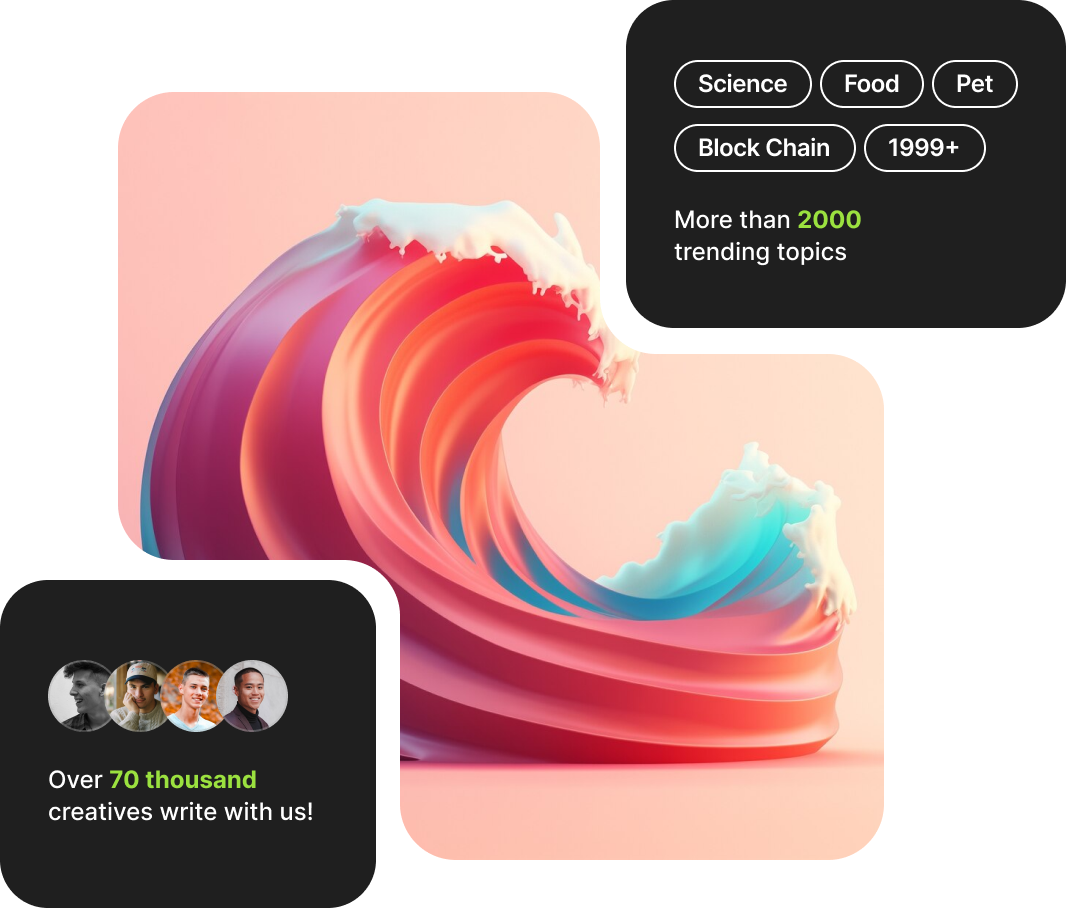 Science Food Pet
Block Chain 1999+
More than 2000
trending topics
Over 70 thousand
creatives write with us!